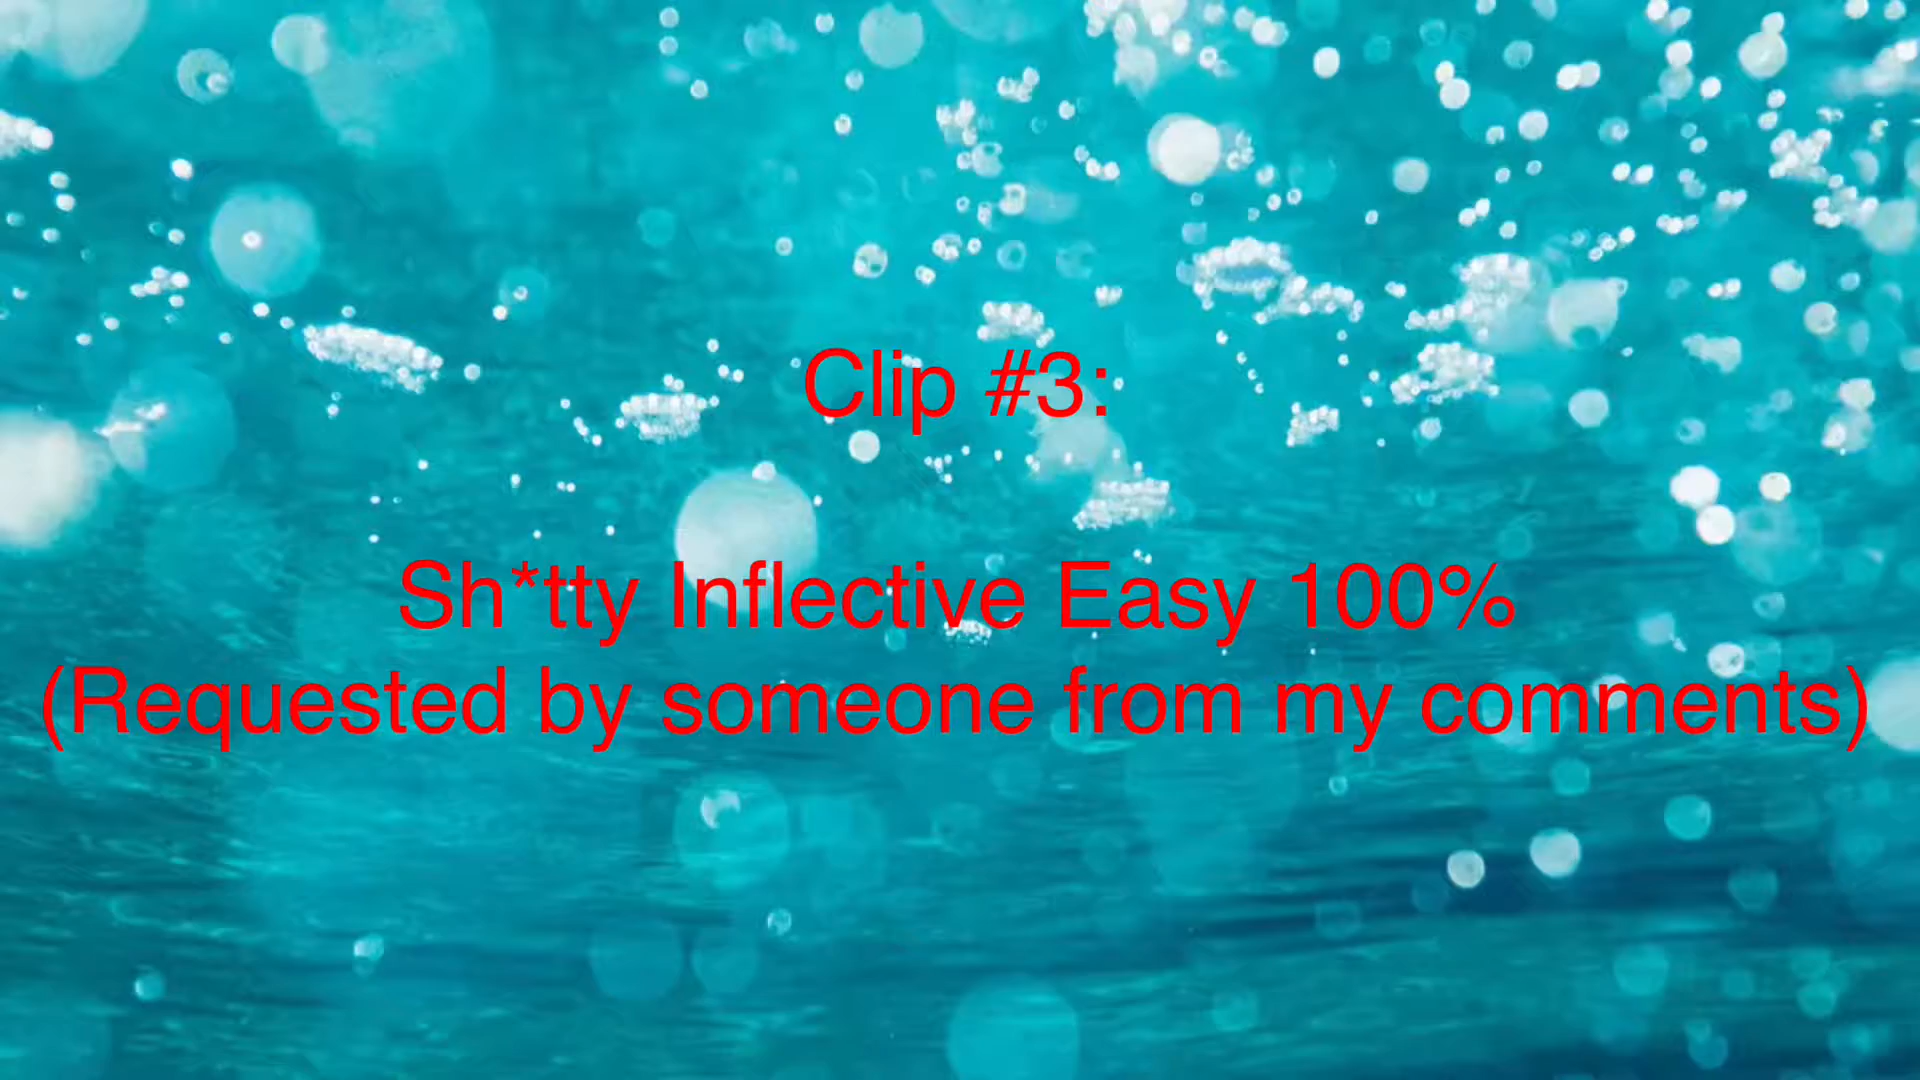 Clip #3:
Sh*tty Inflective Easy 100%
(Requested by someone from my comments)